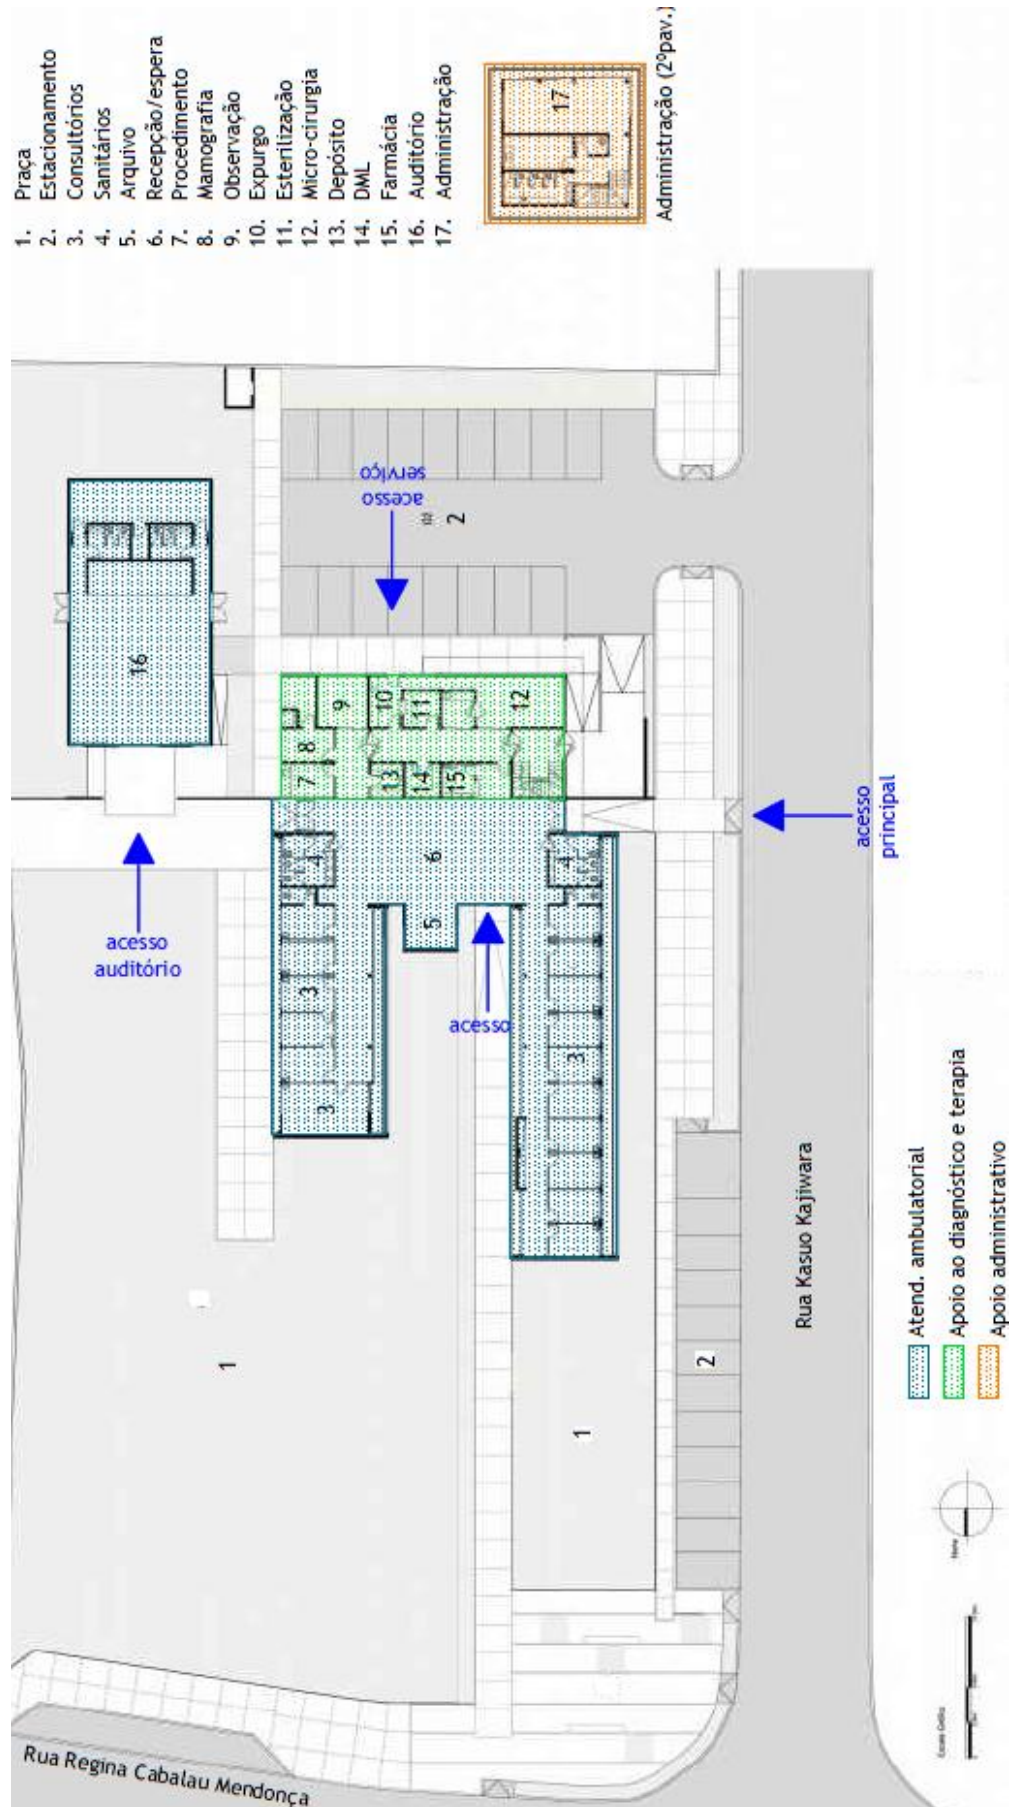 1. Praça
2. Estacionamento
3. Consultórios
4. Sanitários
5. Arquivo
6. Recepção/espera
7. Procedimento
8. Mamografia
9. Observação
10. Expurgo
11. Esterilização
12. Micro-cirurgia
13. Depósito
14. DML
15. Farmácia
16. Auditório
17. Administração
17
Administração (2ºpav.)
16
acesso
serviço
2
9
10
11
12
8
7
13
14
15
4
6
4
5
acesso
auditório
acesso
acesso
principal
3
3
3
1
1
2
Rua Kasuo Kajiwara
Rua Regina Cabalau Mendonça
Atend. ambulatorial
Apoio ao diagnóstico e terapia
Apoio administrativo
Norte